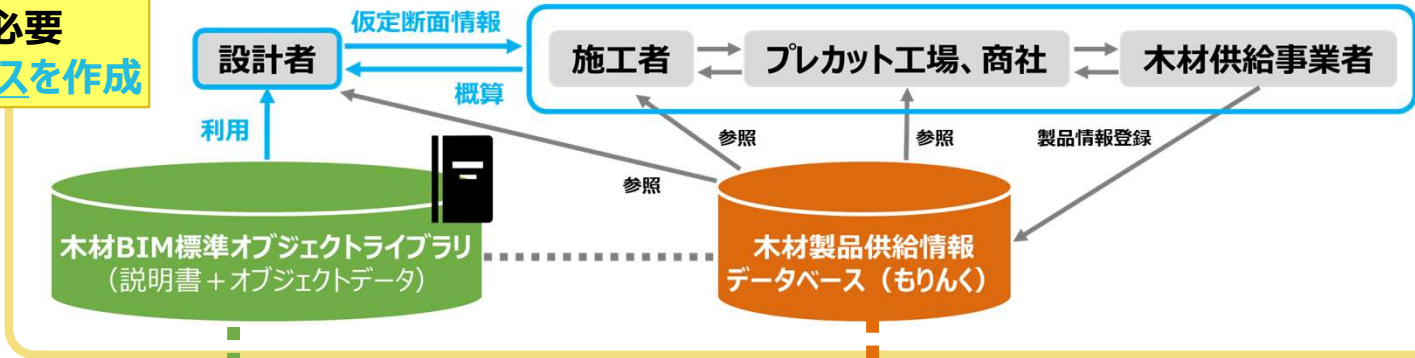 必要
スを作成
仮定断面情報
設計者
施工者
プレカット工場、商社
木材供給事業者
概算
利用
参照
参照
製品情報登録
参照
木材BIM標準オブジェクトライブラリ
（説明書＋オブジェクトデータ）
木材製品供給情報
データベース（もりんく）